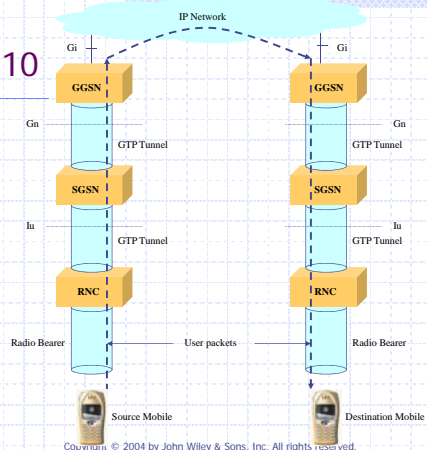 IP Network
Gi
Gi
10
GGSN
GGSN
Gn
Gn
GTP Tunnel
GTP Tunnel
SGSN
SGSN
Iu
Iu
GTP Tunnel
GTP Tunnel
RNC
RNC
Radio Bearer
User packets
Radio Bearer
Source Mobile
Destination Mobile
Copyright © 2004 by John Wiley & Sons, Inc. All rights reserved.